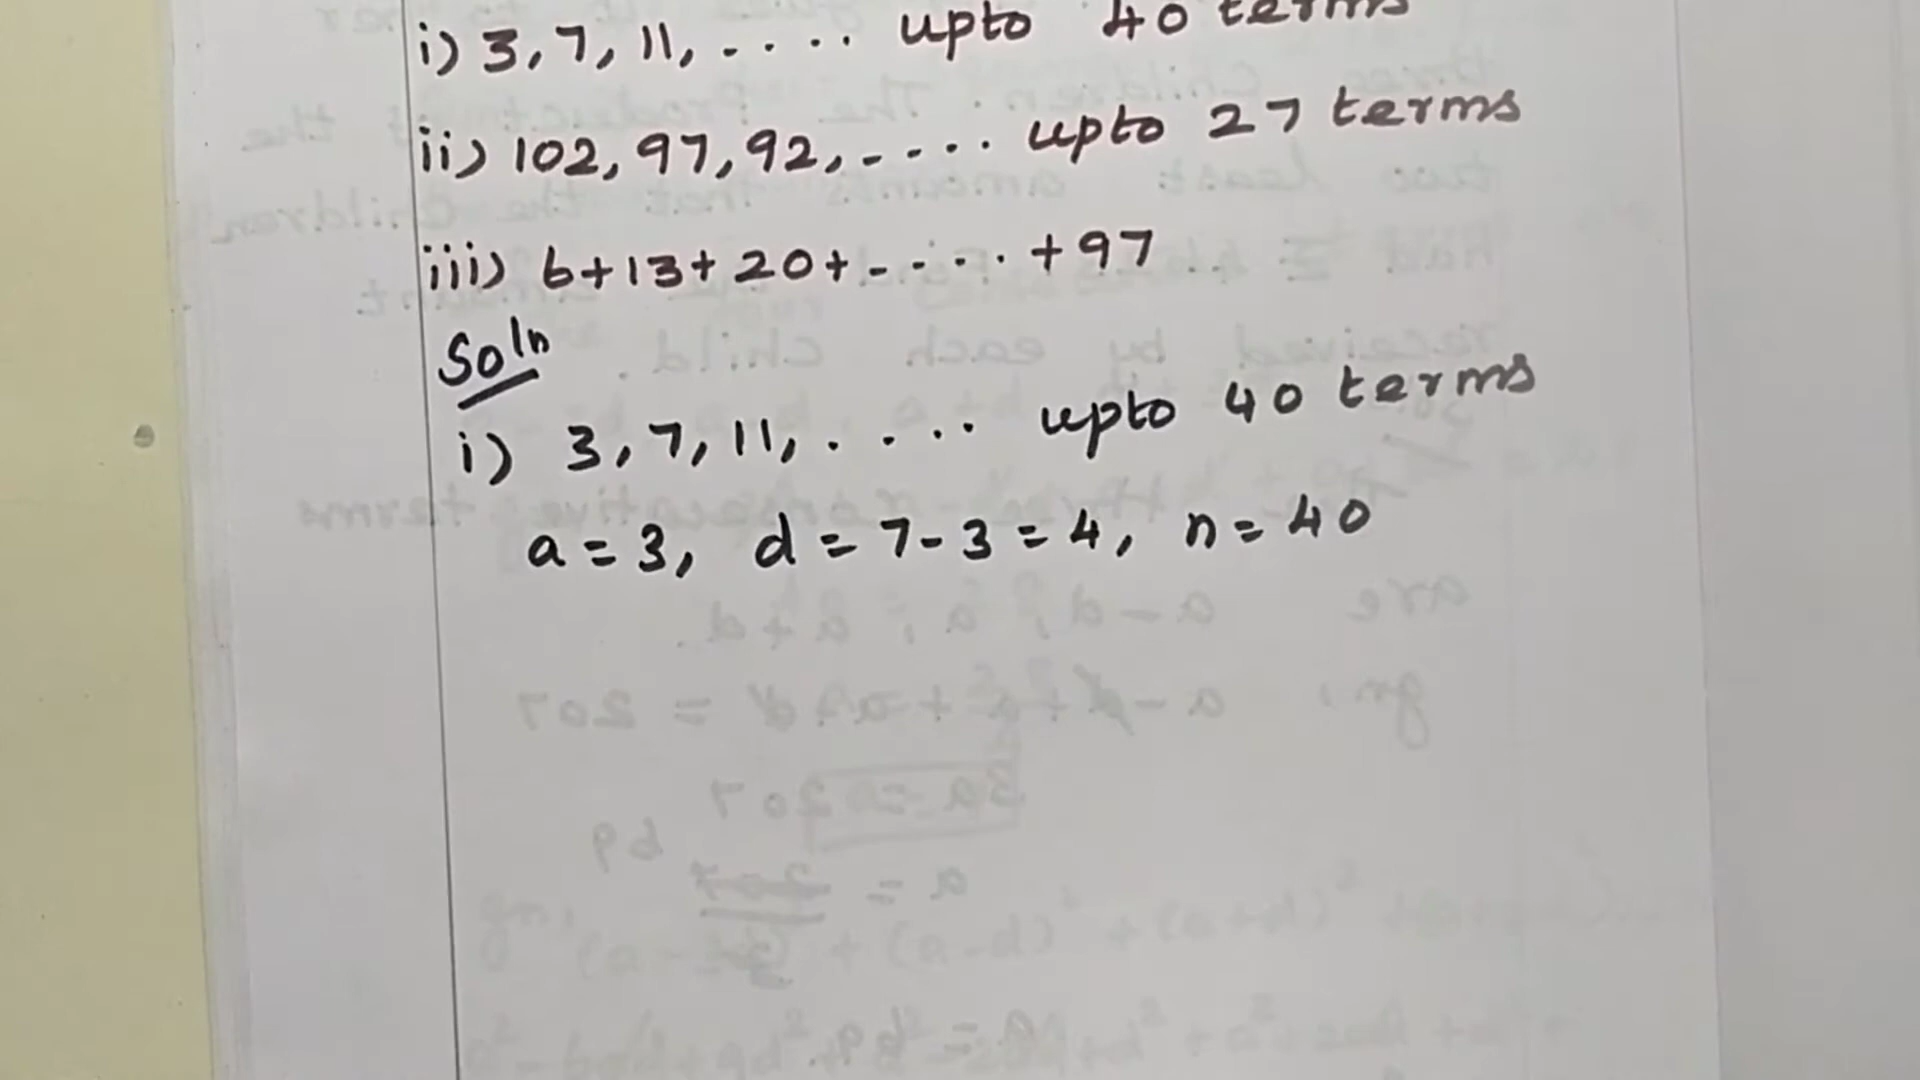 i) 3, 7, 11, .... upto 40 terms
ii) 102, 97, 92, .... upto 27 terms
iii) 6+13+20+.....+97
Soln
i) 3, 7, 11, .... upto 40 terms
a = 3, d = 7-3 = 4, n = 40